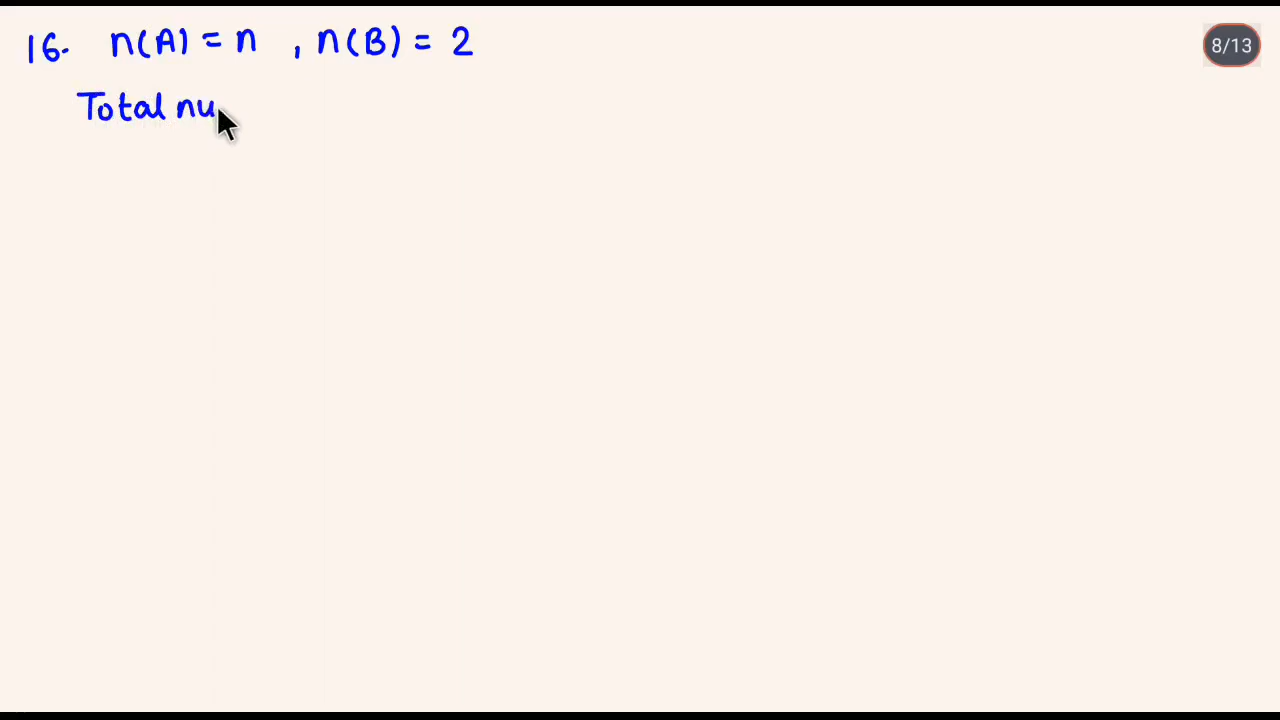 16. n(A) = n , n(B) = 2
8/13
Total nu